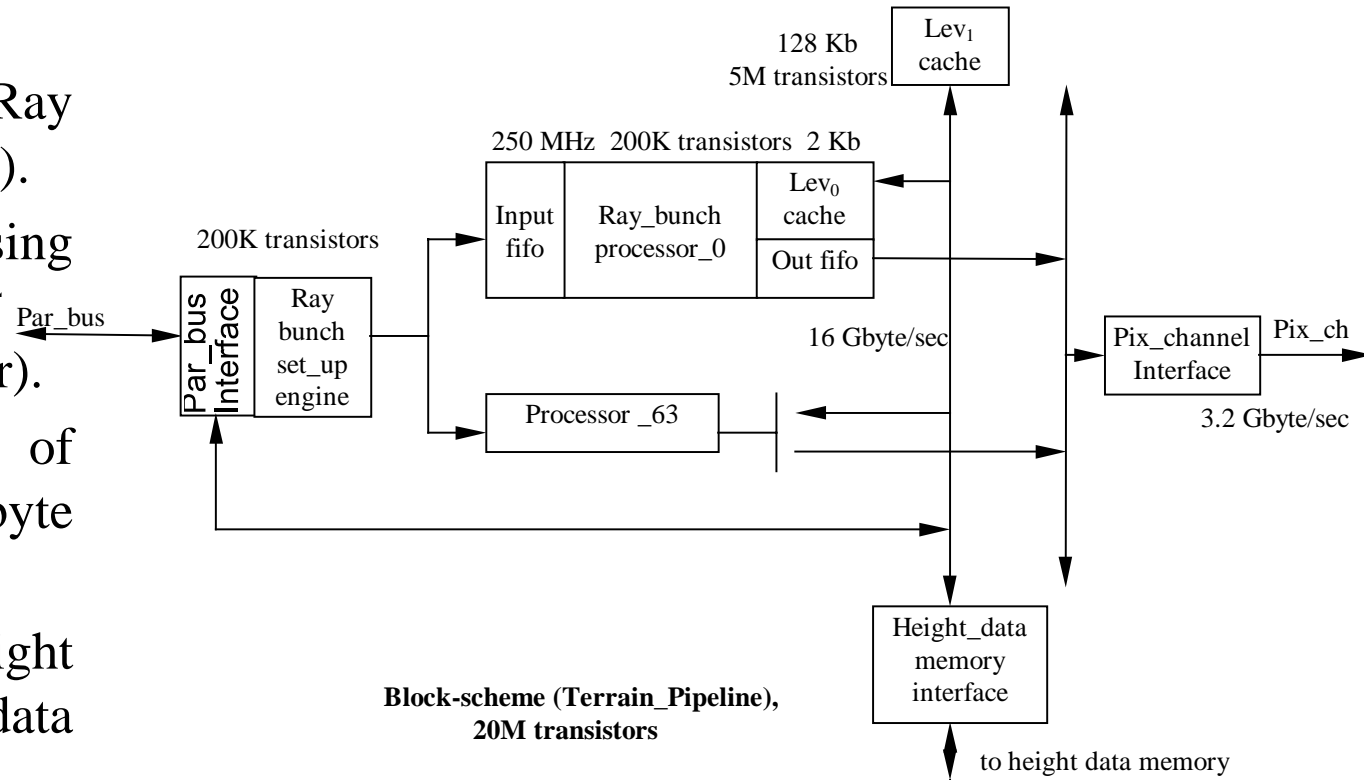 Ray
).
sing
r).
of
byte
ight
data
128 Kb
5M transistors
Lev₁
cache
250 MHz 200K transistors 2 Kb
Input
fifo
Ray_bunch
processor_0
Lev₀
cache
Out fifo
200K transistors
Par_bus
Par_bus
Interface
Ray
bunch
set_up
engine
16 Gbyte/sec
Pix_channel
Interface
Pix_ch
3.2 Gbyte/sec
Processor _63
Height_data
memory
interface
Block-scheme (Terrain_Pipeline),
20M transistors
to height data memory